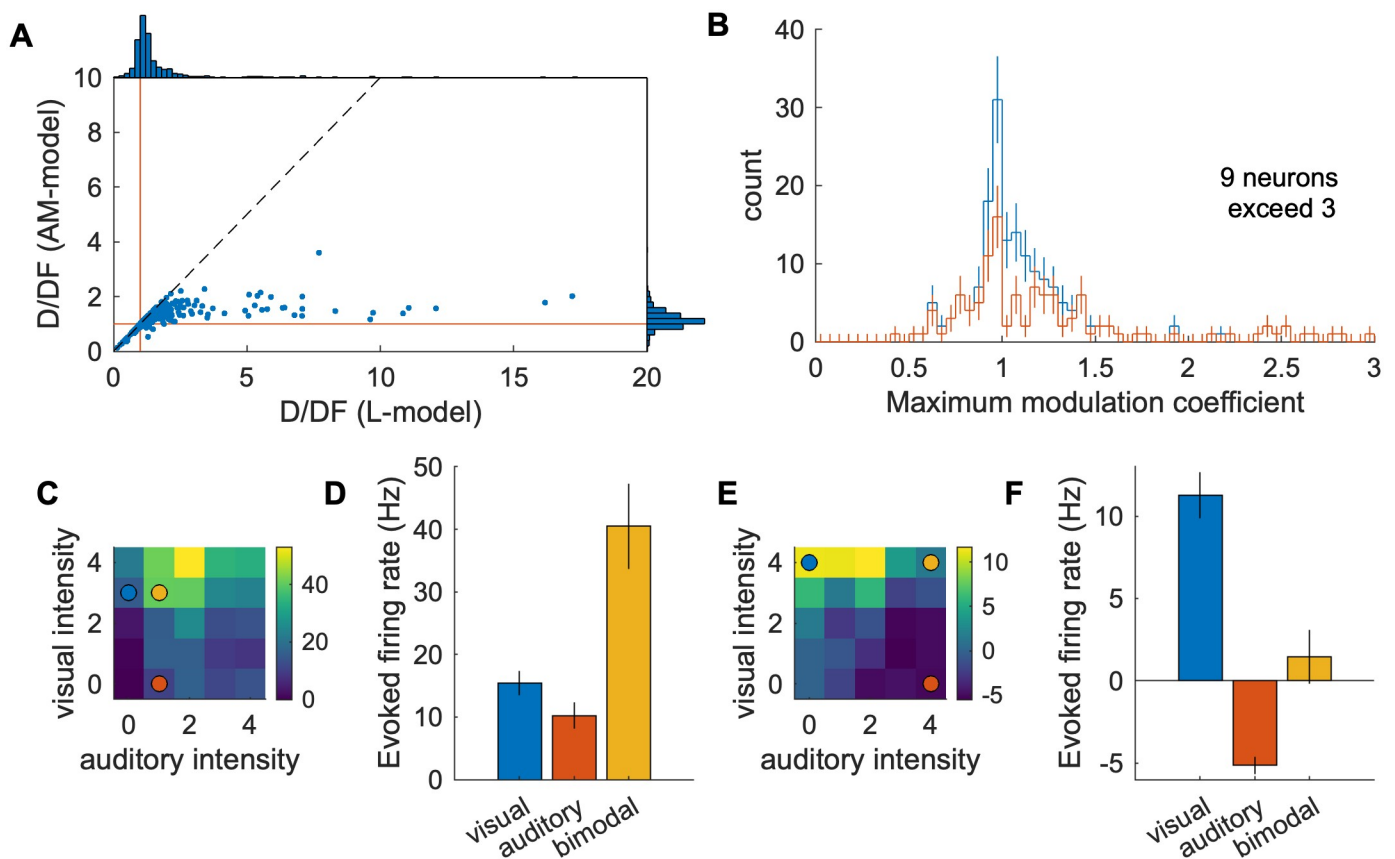 A
10
8
6
4
2
0
D/DF (AM-model)
0
5
10
15
20
D/DF (L-model)
B
40
30
20
10
0
count
9 neurons
exceed 3
0
0.5
1
1.5
2
2.5
3
Maximum modulation coefficient
C
4
2
0
visual intensity
0
2
4
auditory intensity
40
20
0
D
50
40
30
20
10
0
Evoked firing rate (Hz)
visual
auditory
bimodal
E
4
2
0
visual intensity
0
2
4
auditory intensity
10
5
0
-5
F
10
5
0
-5
Evoked firing rate (Hz)
visual
auditory
bimodal